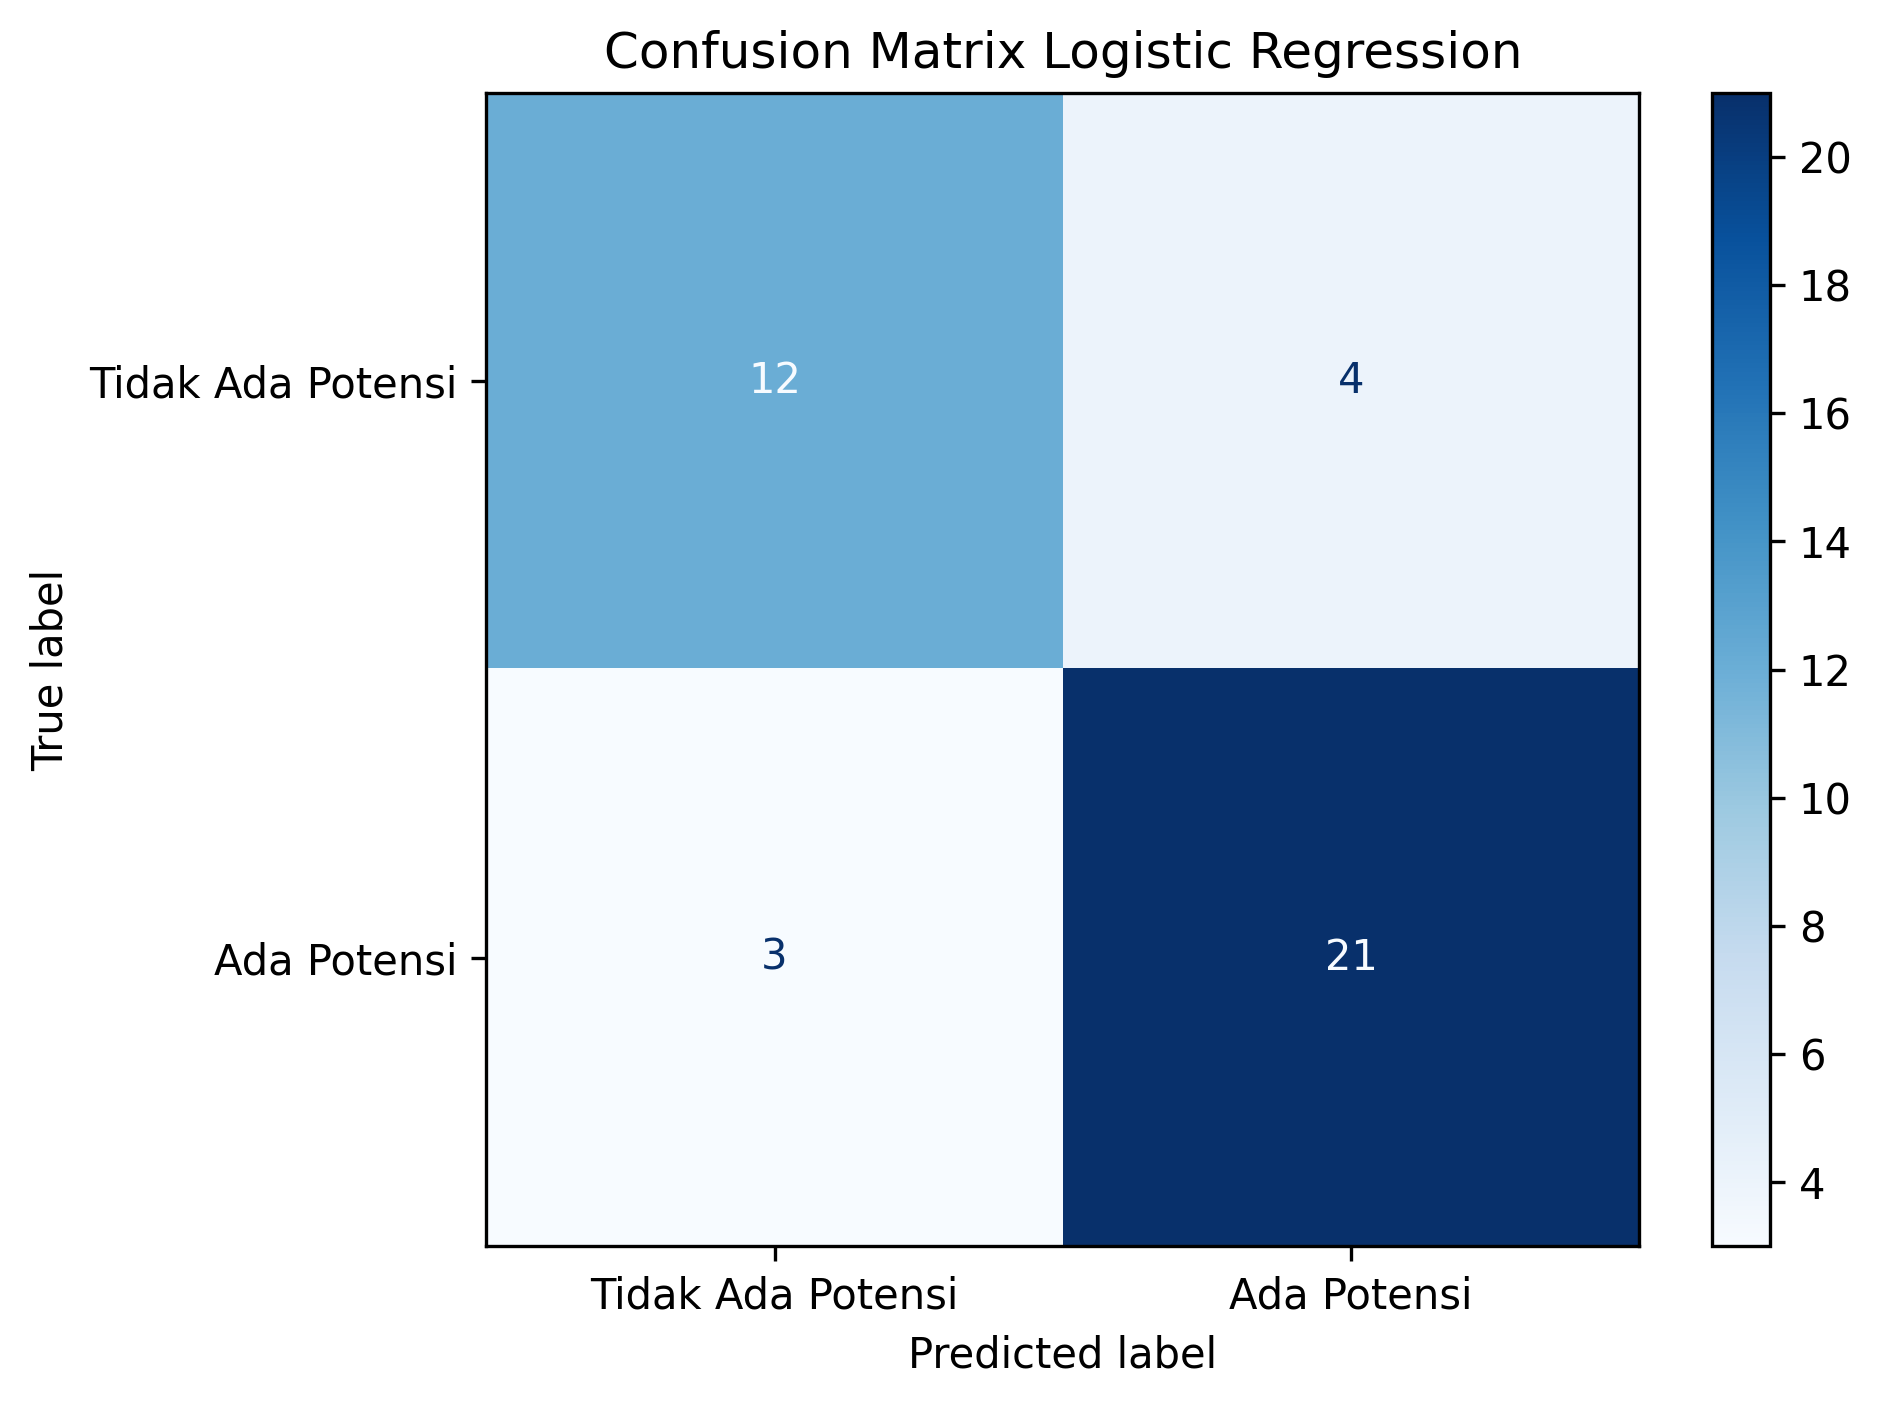 Confusion Matrix Logistic Regression
True label
Tidak Ada Potensi
12
4
Ada Potensi
3
21
Tidak Ada Potensi
Ada Potensi
Predicted label
20
18
16
14
12
10
8
6
4